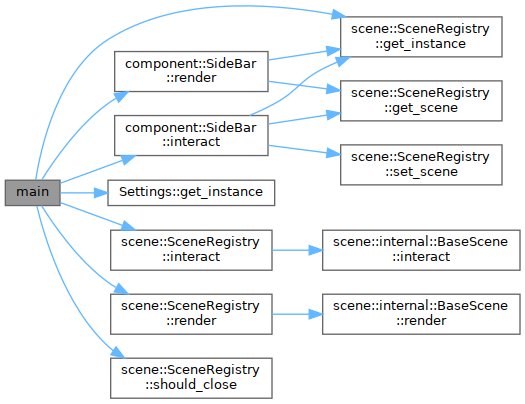 main
component::SideBar
::render
component::SideBar
::interact
Settings::get_instance
scene::SceneRegistry
::interact
scene::SceneRegistry
::render
scene::SceneRegistry
::should_close
scene::SceneRegistry
::get_instance
scene::SceneRegistry
::get_scene
scene::SceneRegistry
::set_scene
scene::internal::BaseScene
::interact
scene::internal::BaseScene
::render